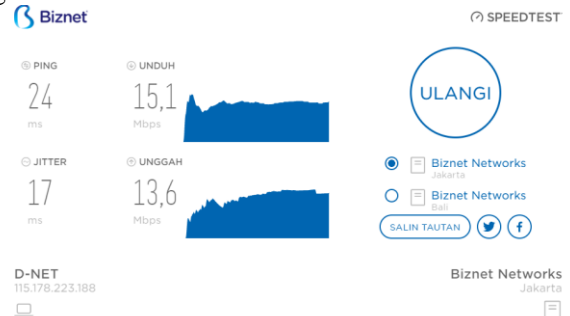 Biznet
SPEEDTEST
PING
24
ms
UNDUH
15,1
Mbps
JITTER
17
ms
UNGGAH
13,6
Mbps
ULANGI
Biznet Networks
Jakarta
Biznet Networks
Bali
SALIN TAUTAN
D-NET
115.178.223.188
Biznet Networks
Jakarta